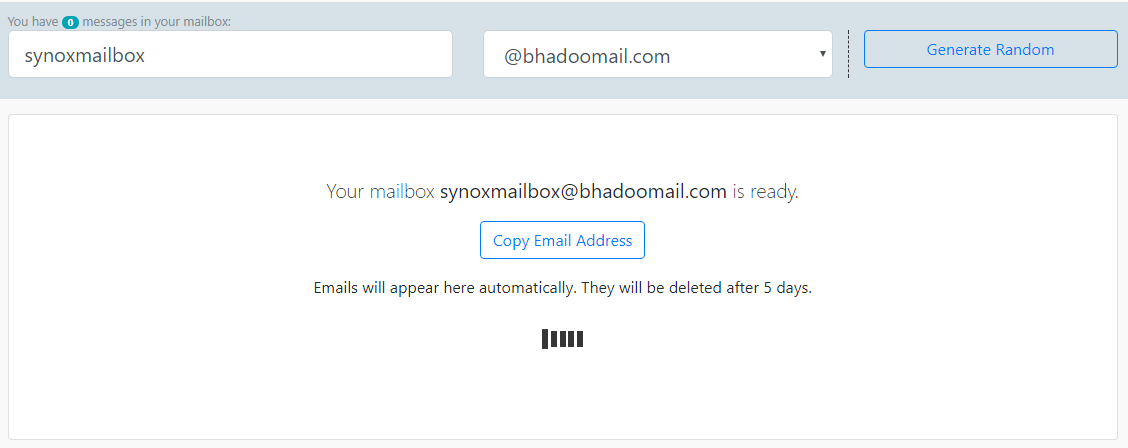 You have 0 messages in your mailbox:
synoxmailbox
@bhadoomail.com
Generate Random
Your mailbox synoxmailbox@bhadoomail.com is ready.
Copy Email Address
Emails will appear here automatically. They will be deleted after 5 days.